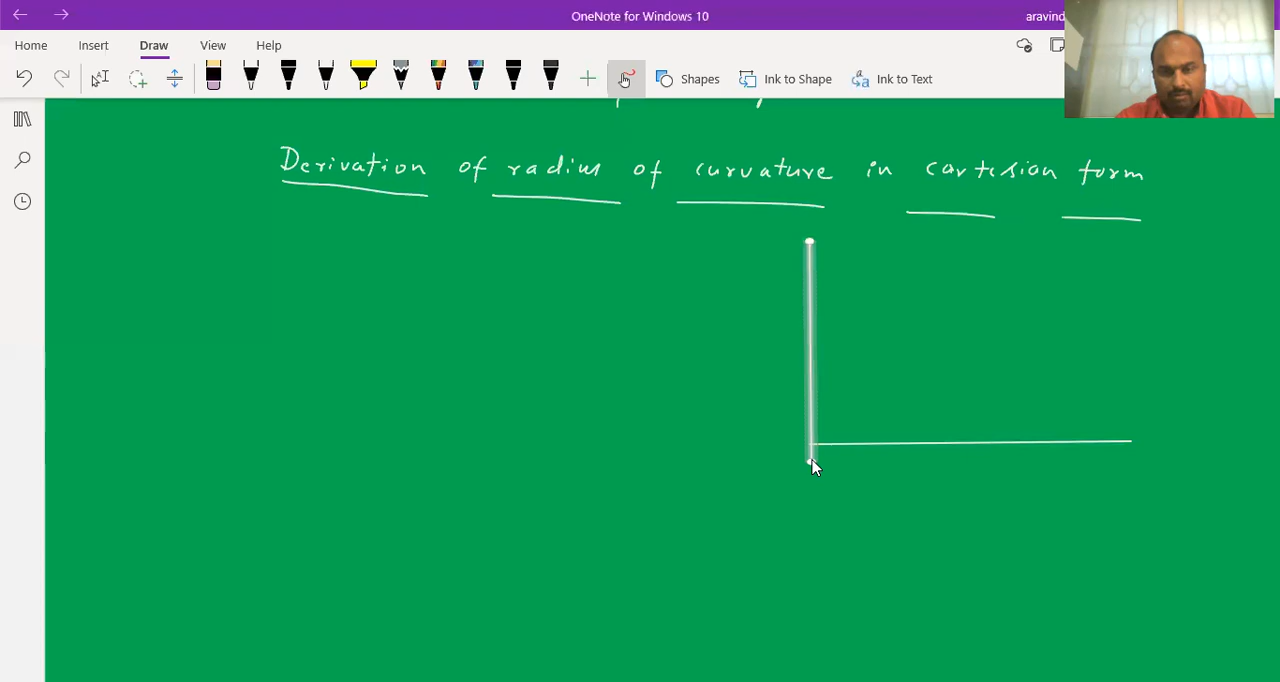 OneNote for Windows 10
aravind
Home Insert Draw View Help
Shapes Ink to Shape Ink to Text
Derivation of radius of curvature in cartesian form